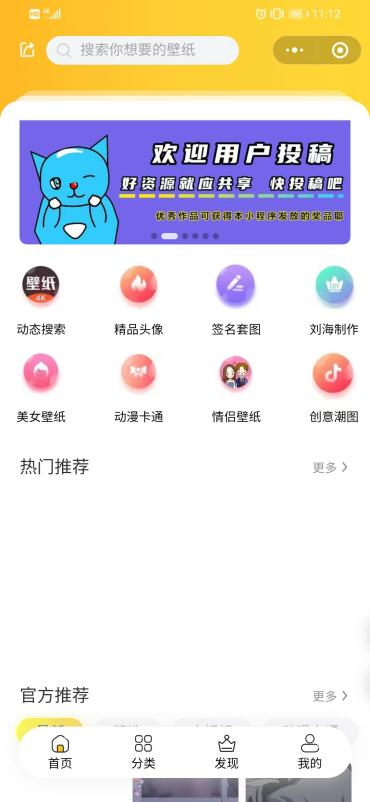 HD 11:12
搜索你想要的壁纸
欢迎用户投稿
好资源就应共享 快投稿吧
优秀作品可获得本小程序发放的奖品耶
壁纸
4K
动态搜索 精品头像 签名套图 刘海制作
美女壁纸 动漫卡通 情侣壁纸 创意潮图
热门推荐 更多
官方推荐 更多
首页 分类 发现 我的